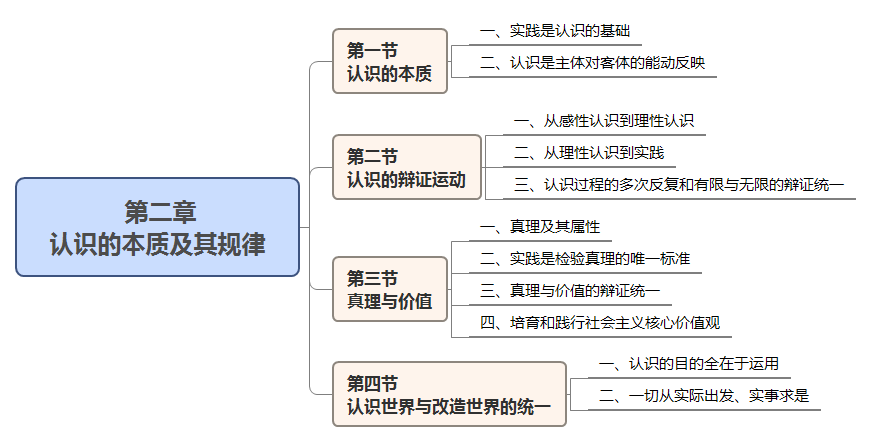 第二章
认识的本质及其规律
第一节
认识的本质
一、实践是认识的基础
二、认识是主体对客体的能动反映
第二节
认识的辩证运动
一、从感性认识到理性认识
二、从理性认识到实践
三、认识过程的多次反复和有限与无限的辩证统一
第三节
真理与价值
一、真理及其属性
二、实践是检验真理的唯一标准
三、真理与价值的辩证统一
四、培育和践行社会主义核心价值观
第四节
认识世界与改造世界的统一
一、认识的目的全在于运用
二、一切从实际出发、实事求是